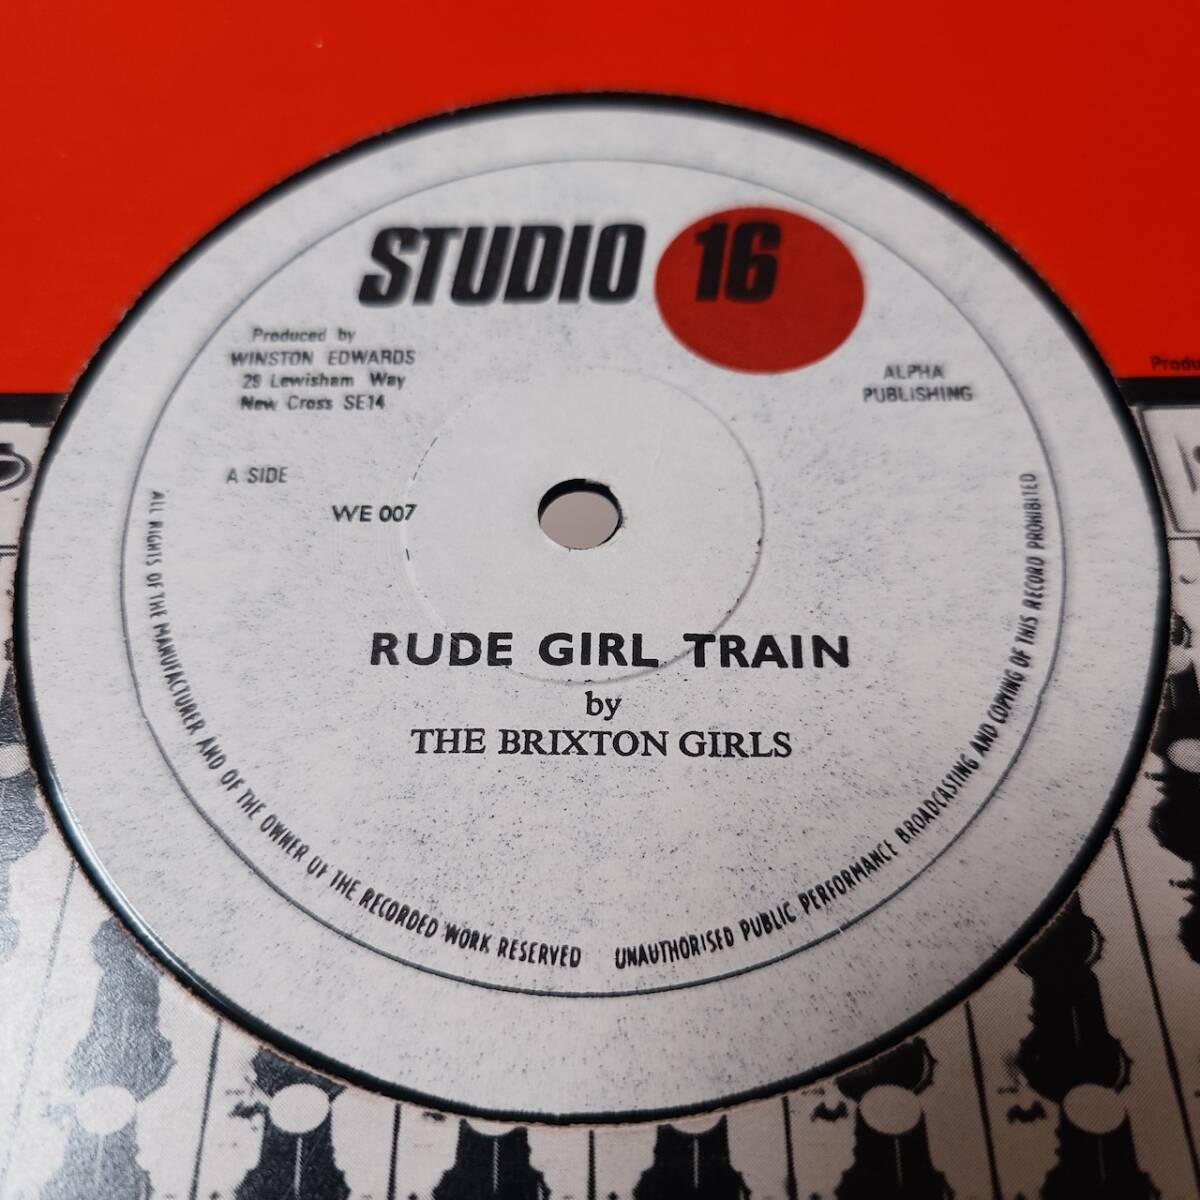 STUDIO 16
Produced by
WINSTON EDWARDS
29 Lewisham Way
New Cross SE14
ALPHA
PUBLISHING
A SIDE
WE 007
RUDE GIRL TRAIN
by
THE BRIXTON GIRLS
ALL RIGHTS OF THE MANUFACTURER AND OF THE OWNER OF THE RECORDED WORK RESERVED
UNAUTHORISED PUBLIC PERFORMANCE BROADCASTING AND COPYING OF THIS RECORD PROHIBITED